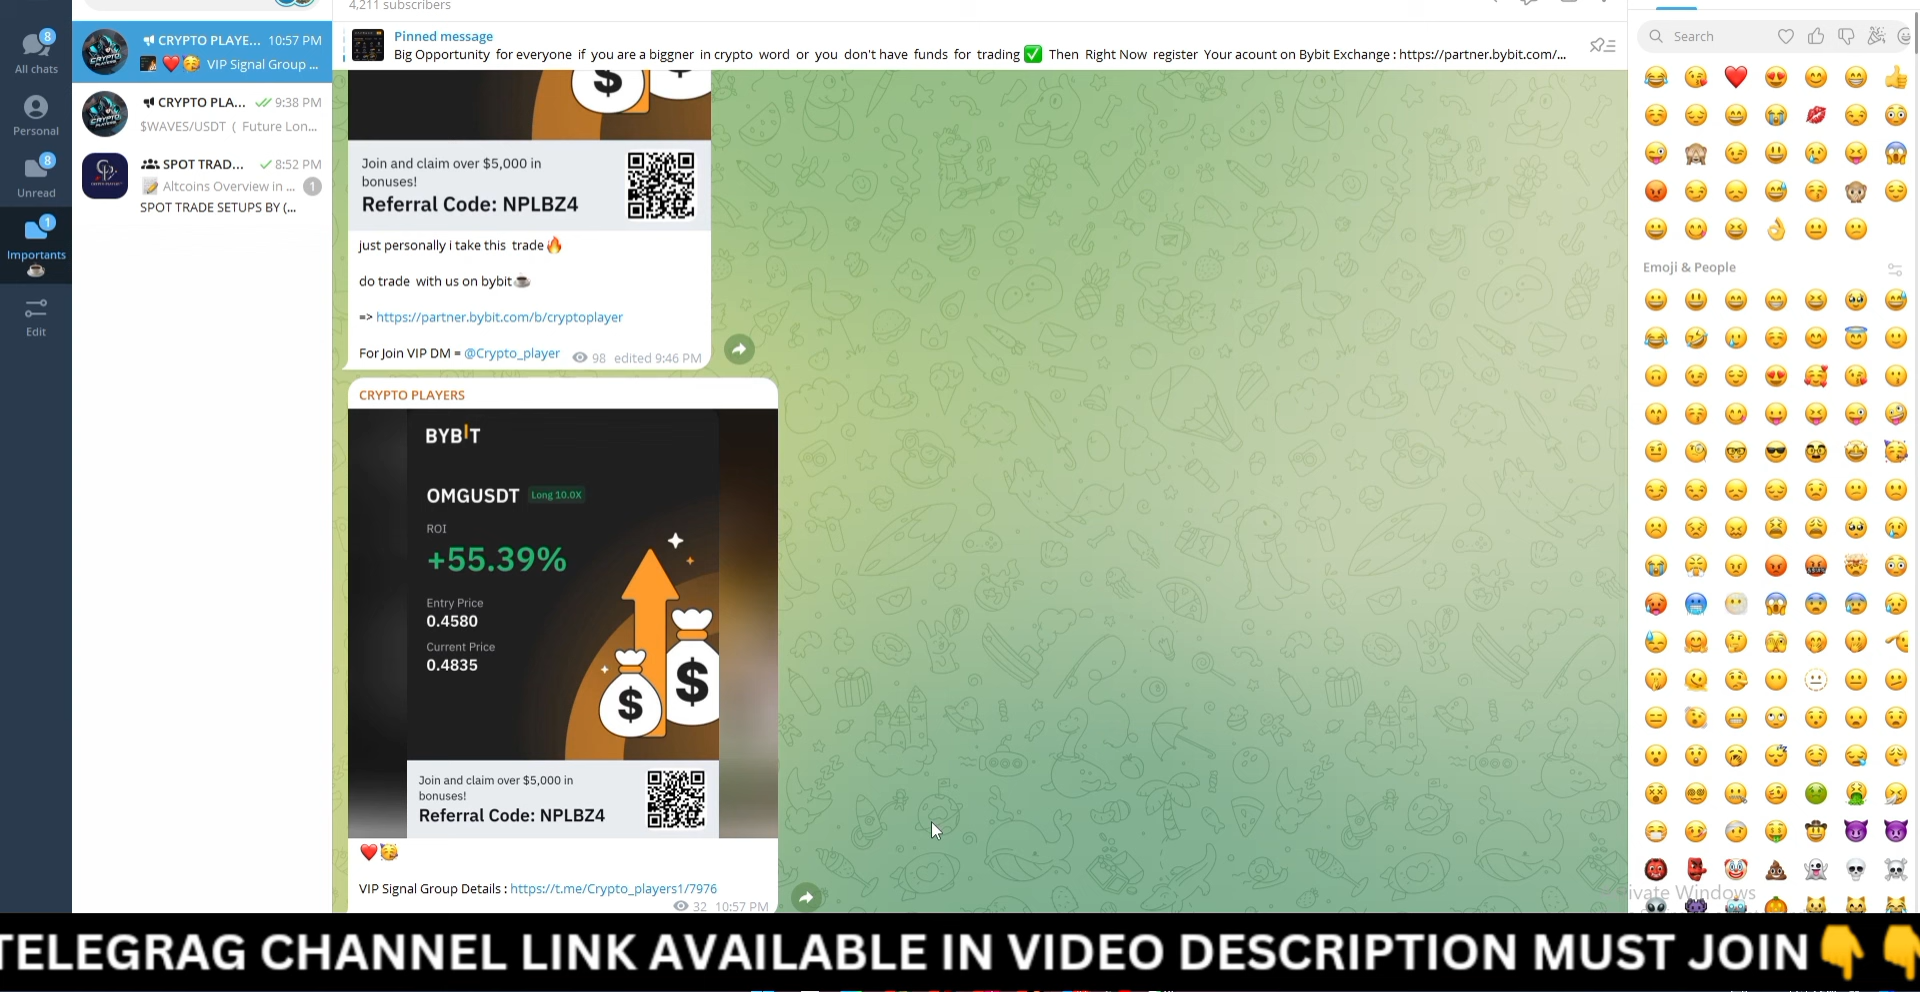 4,211 subscribers
8
All chats
Personal
8
Unread
1
Importants
Edit
CRYPTO PLAYE... 10:57 PM
❤️🥳 VIP Signal Group ...
CRYPTO PLA... 9:38 PM
$WAVES/USDT ( Future Lon...
SPOT TRAD... 8:52 PM
📝 Altcoins Overview in ... 1
SPOT TRADE SETUPS BY (...
Pinned message
Big Opportunity for everyone if you are a biggner in crypto word or you don't have funds for trading ✅ Then Right Now register Your acount on Bybit Exchange : https://partner.bybit.com/...
Join and claim over $5,000 in
bonuses!
Referral Code: NPLBZ4
just personally i take this trade🔥
do trade with us on bybit☕
=> https://partner.bybit.com/b/cryptoplayer
For Join VIP DM = @Crypto_player 98 edited 9:46 PM
CRYPTO PLAYERS
BYBIT
OMGUSDT Long 10.0X
ROI
+55.39%
Entry Price
0.4580
Current Price
0.4835
Join and claim over $5,000 in
bonuses!
Referral Code: NPLBZ4
❤️🥳
VIP Signal Group Details : https://t.me/Crypto_players1/7976
32 10:57 PM
Search
Emoji & People
ivate Windows
TELEGRAG CHANNEL LINK AVAILABLE IN VIDEO DESCRIPTION MUST JOIN👇👇